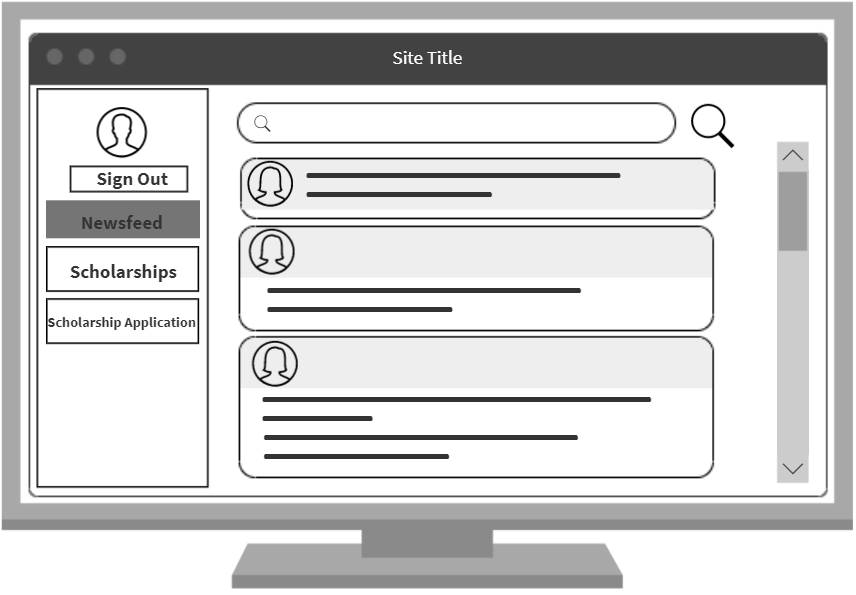 Site Title
Sign Out
Newsfeed
Scholarships
Scholarship Application